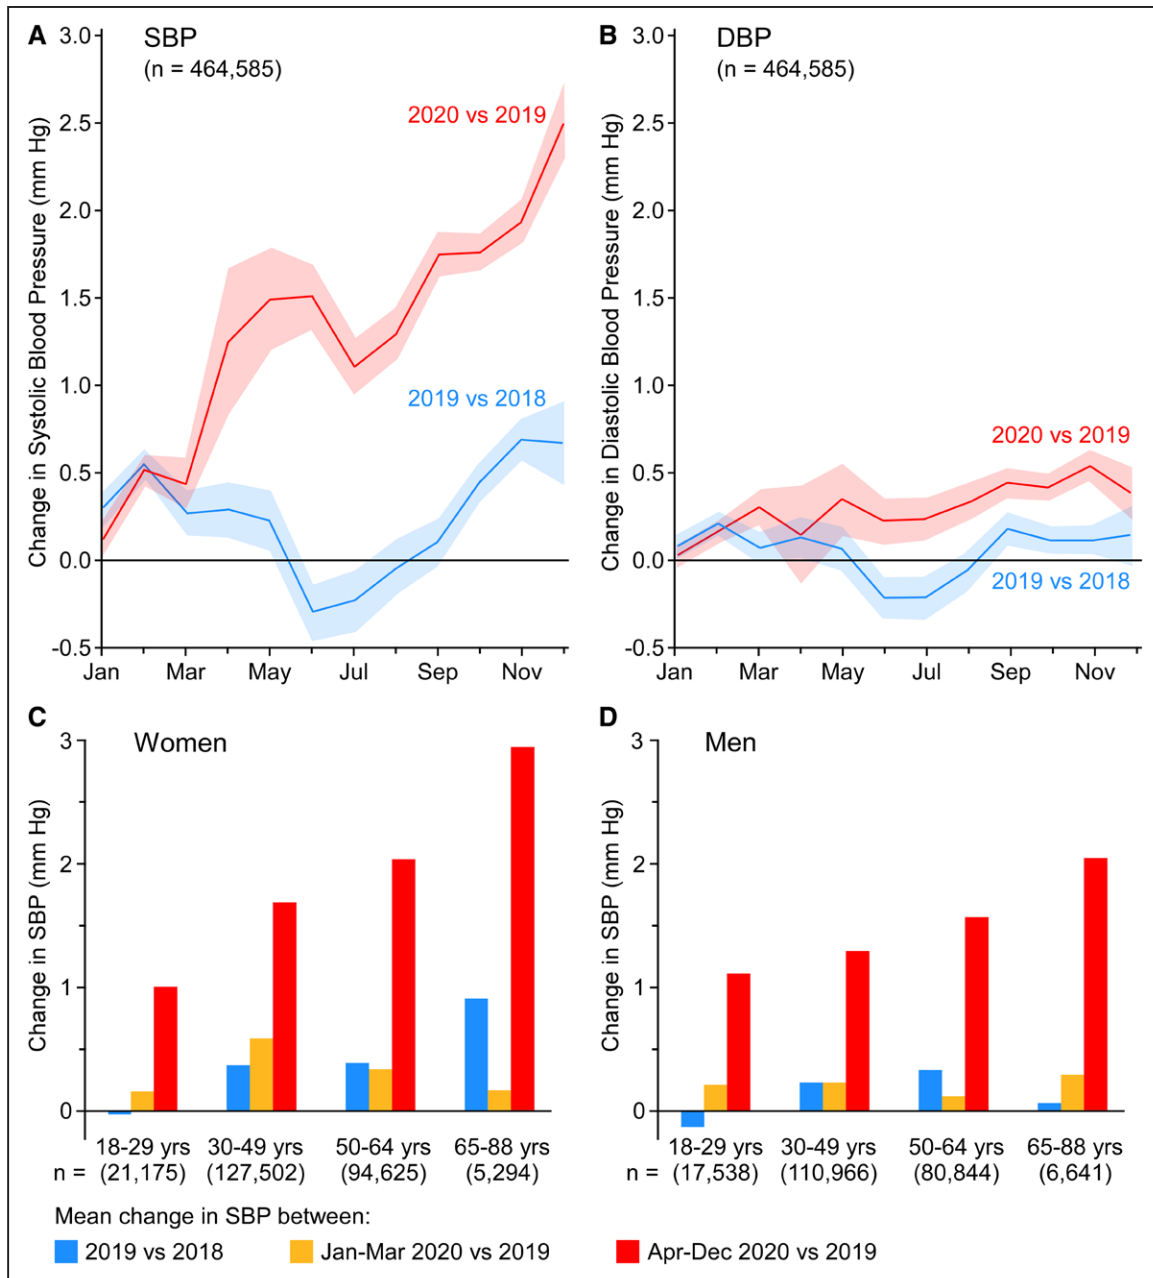 A
SBP
(n = 464,585)
Change in Systolic Blood Pressure (mm Hg)
3.0
2.5
2.0
1.5
1.0
0.5
0.0
-0.5
2020 vs 2019
2019 vs 2018
Jan Mar May Jul Sep Nov
B
DBP
(n = 464,585)
Change in Diastolic Blood Pressure (mm Hg)
3.0
2.5
2.0
1.5
1.0
0.5
0.0
-0.5
2020 vs 2019
2019 vs 2018
Jan Mar May Jul Sep Nov
C
Women
Change in SBP (mm Hg)
3
2
1
0
18-29 yrs 30-49 yrs 50-64 yrs 65-88 yrs
n = (21,175) (127,502) (94,625) (5,294)
D
Men
Change in SBP (mm Hg)
3
2
1
0
18-29 yrs 30-49 yrs 50-64 yrs 65-88 yrs
n = (17,538) (110,966) (80,844) (6,641)
Mean change in SBP between:
2019 vs 2018 Jan-Mar 2020 vs 2019 Apr-Dec 2020 vs 2019